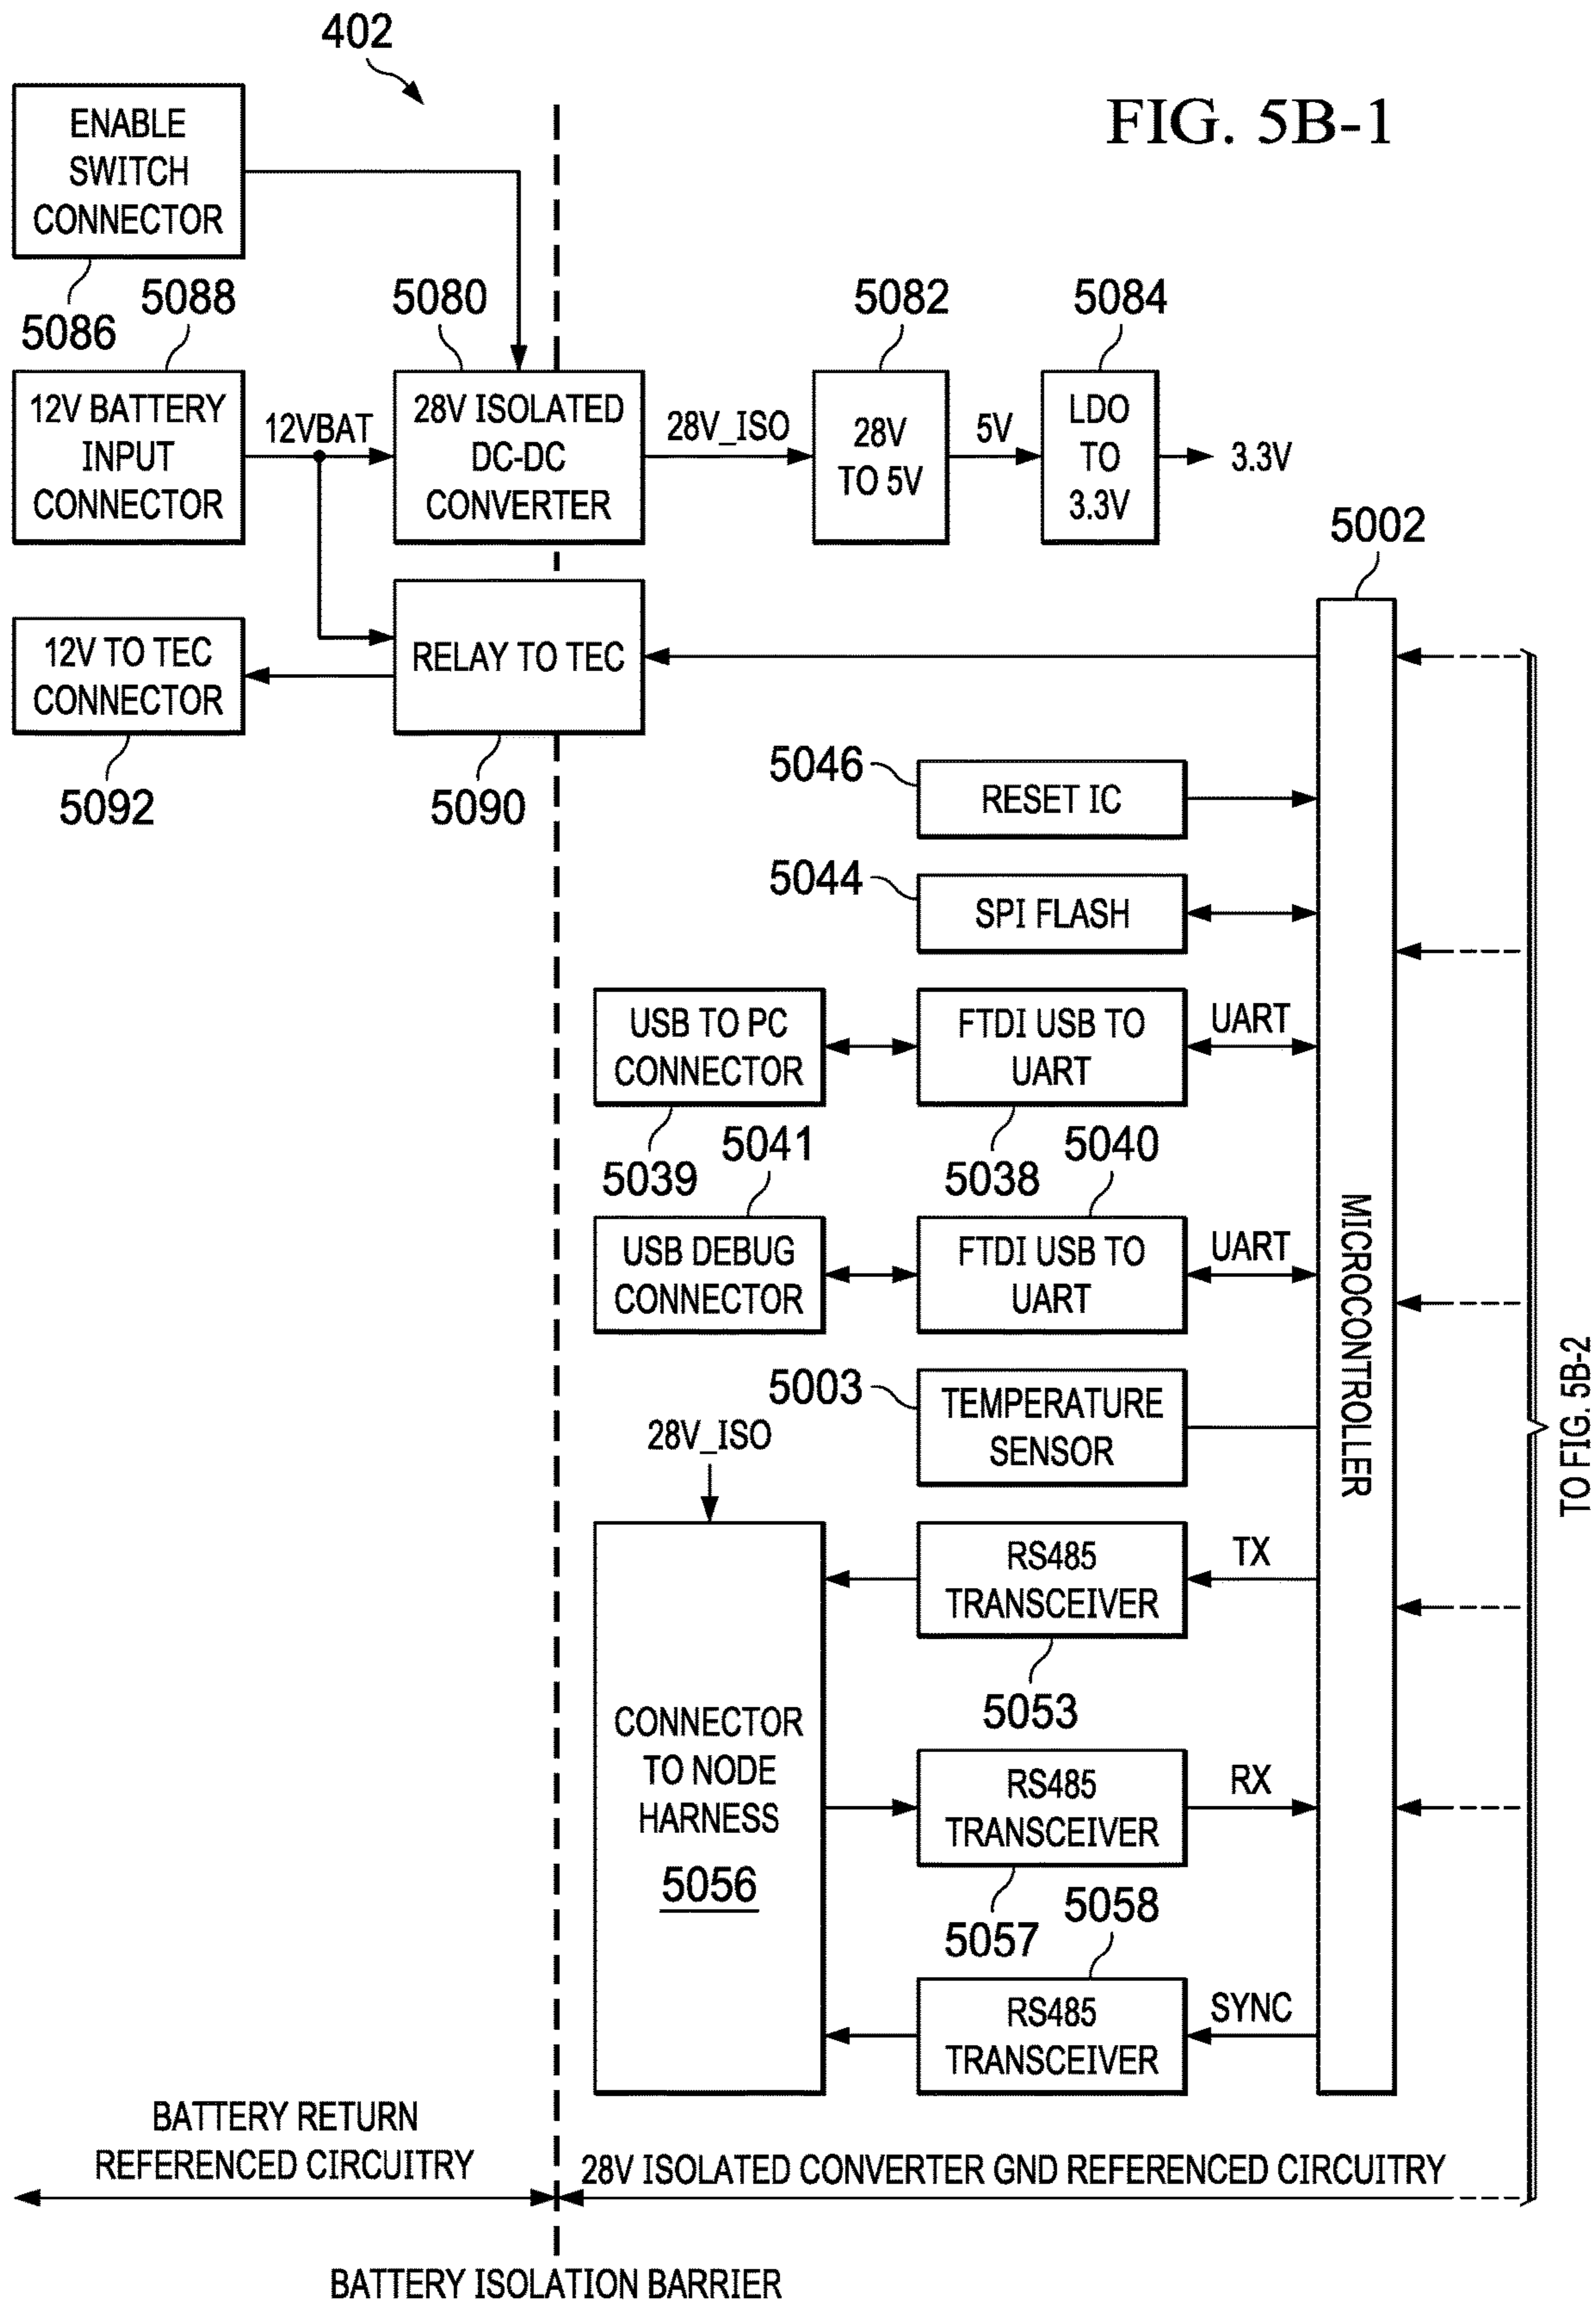 402
FIG. 5B-1
ENABLE
SWITCH
CONNECTOR
5086
5088
5080
5082
5084
12V BATTERY
INPUT
CONNECTOR
12VBAT
28V ISOLATED
DC-DC
CONVERTER
28V_ISO
28V
TO 5V
5V
LDO
TO
3.3V
3.3V
5002
12V TO TEC
CONNECTOR
RELAY TO TEC
5092
5090
5046
RESET IC
5044
SPI FLASH
USB TO PC
CONNECTOR
FTDI USB TO
UART
UART
5039
5041
5038
5040
USB DEBUG
CONNECTOR
FTDI USB TO
UART
UART
MICROCONTROLLER
5003
TEMPERATURE
SENSOR
28V_ISO
TO FIG. 5B-2
RS485
TRANSCEIVER
TX
5053
CONNECTOR
TO NODE
HARNESS
5056
RS485
TRANSCEIVER
RX
5057
5058
RS485
TRANSCEIVER
SYNC
BATTERY RETURN
REFERENCED CIRCUITRY
28V ISOLATED CONVERTER GND REFERENCED CIRCUITRY
BATTERY ISOLATION BARRIER